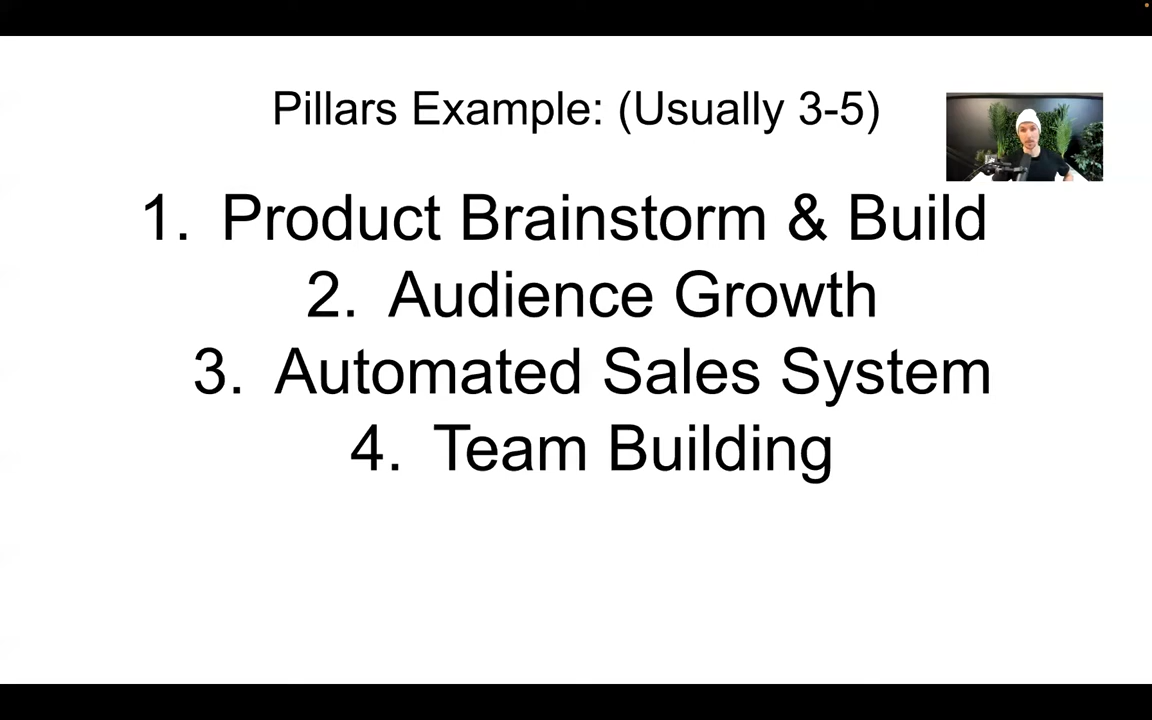 Pillars Example: (Usually 3-5)
1. Product Brainstorm & Build
2. Audience Growth
3. Automated Sales System
4. Team Building